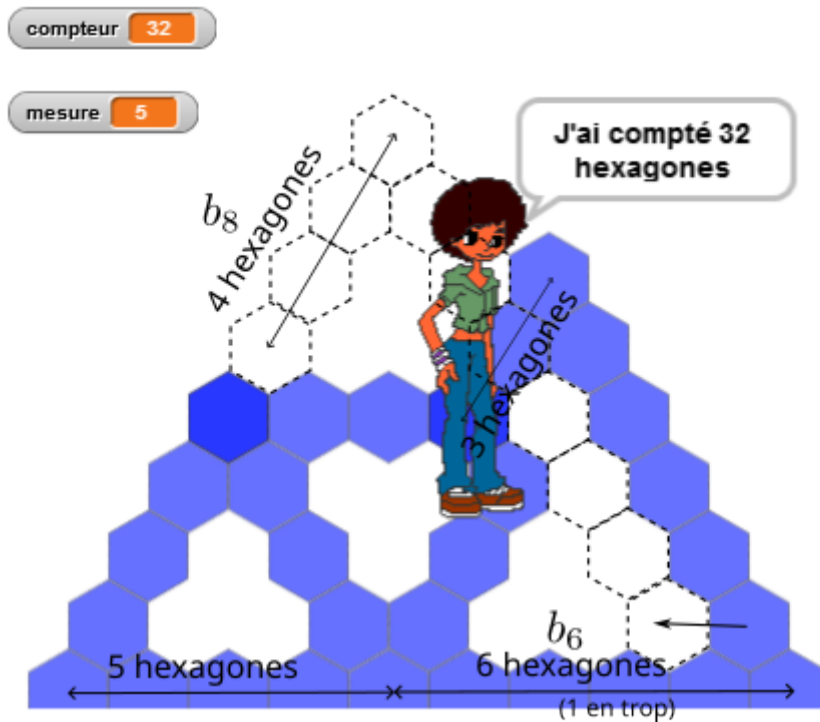 compteur 32
mesure 5
J'ai compté 32
hexagones
b8
4 hexagones
3 hexagones
b6
5 hexagones
6 hexagones
(1 en trop)